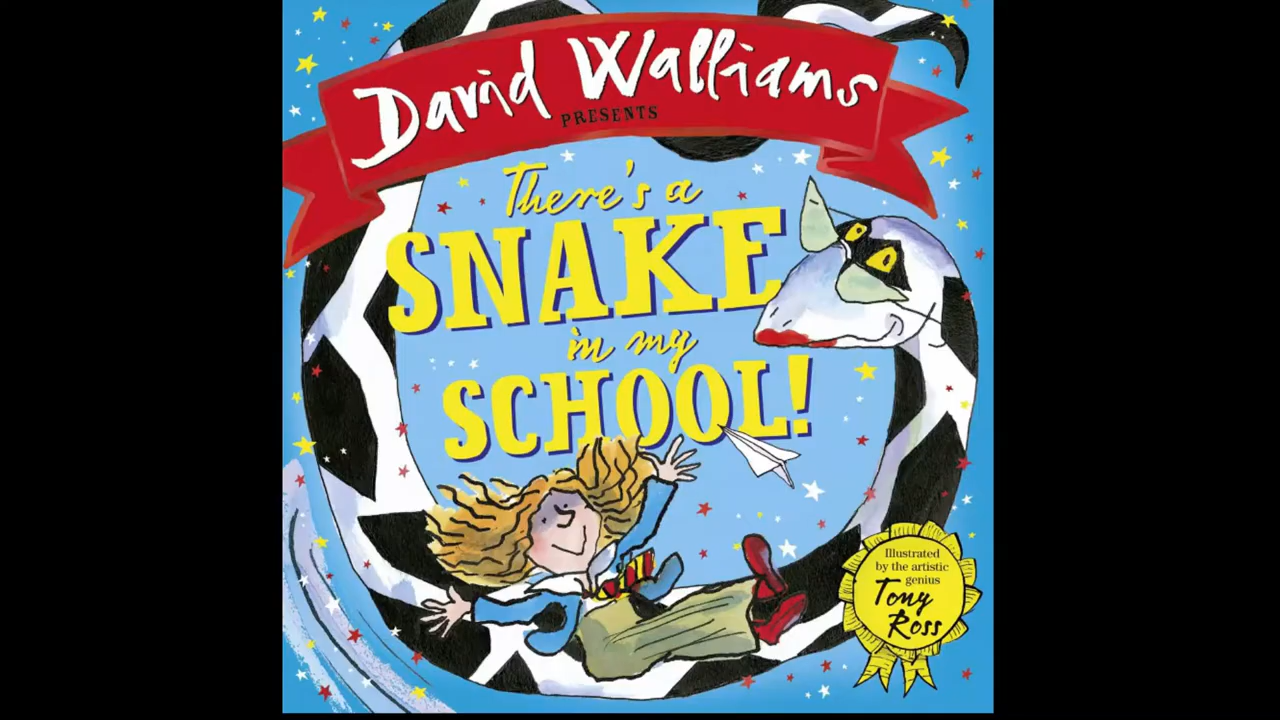 David Walliams
PRESENTS
There's a
SNAKE
in my
SCHOOL!
Illustrated
by the artistic
genius
Tony
Ross